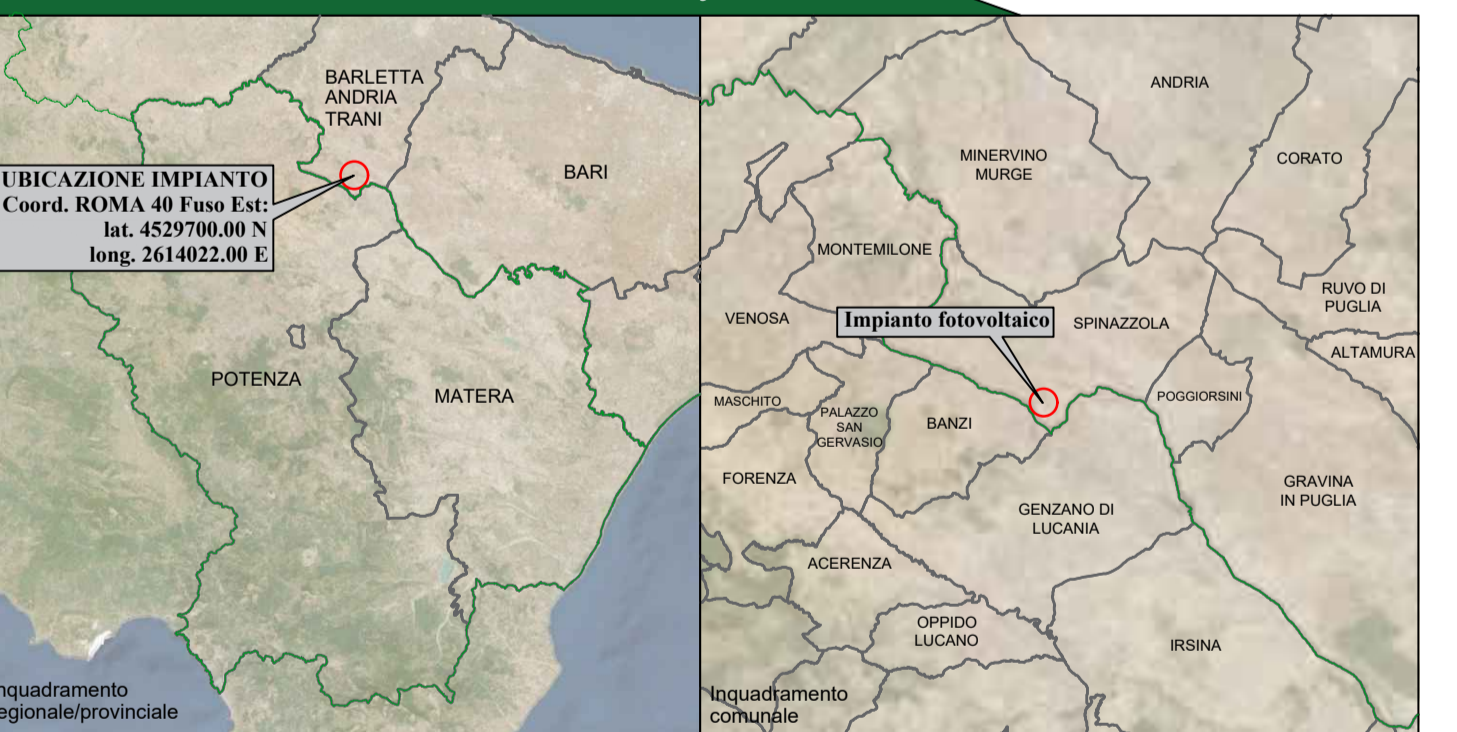 BARLETTA
ANDRIA
TRANI
BARI
UBICAZIONE IMPIANTO
Coord. ROMA 40 Fuso Est:
lat. 4529700.00 N
long. 2614022.00 E
POTENZA
MATERA
nquadramento
egionale/provinciale
ANDRIA
MINERVINO
MURGE
CORATO
MONTEMILONE
RUVO DI
PUGLIA
VENOSA
Impianto fotovoltaico
SPINAZZOLA
ALTAMURA
MASCHITO
PALAZZO
SAN
GERVASIO
BANZI
POGGIORSINI
FORENZA
GRAVINA
IN PUGLIA
GENZANO DI
LUCANIA
ACERENZA
OPPIDO
LUCANO
IRSINA
Inquadramento
comunale